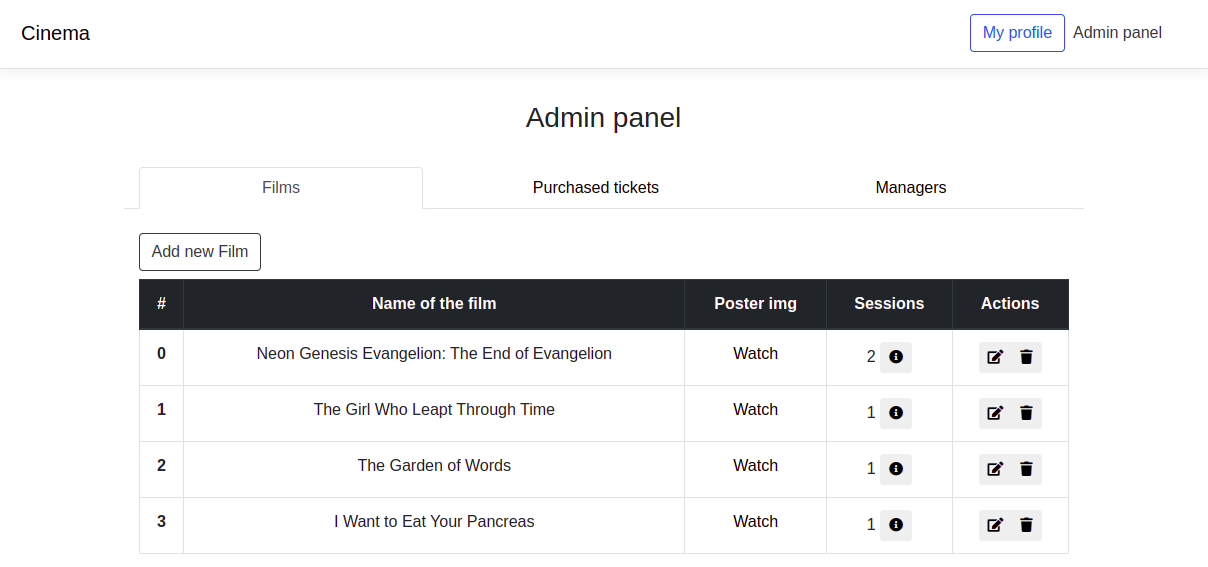 Cinema My profile Admin panel
Admin panel
Films Purchased tickets Managers
Add new Film
# Name of the film Poster img Sessions Actions
0 Neon Genesis Evangelion: The End of Evangelion Watch 2
1 The Girl Who Leapt Through Time Watch 1
2 The Garden of Words Watch 1
3 I Want to Eat Your Pancreas Watch 1